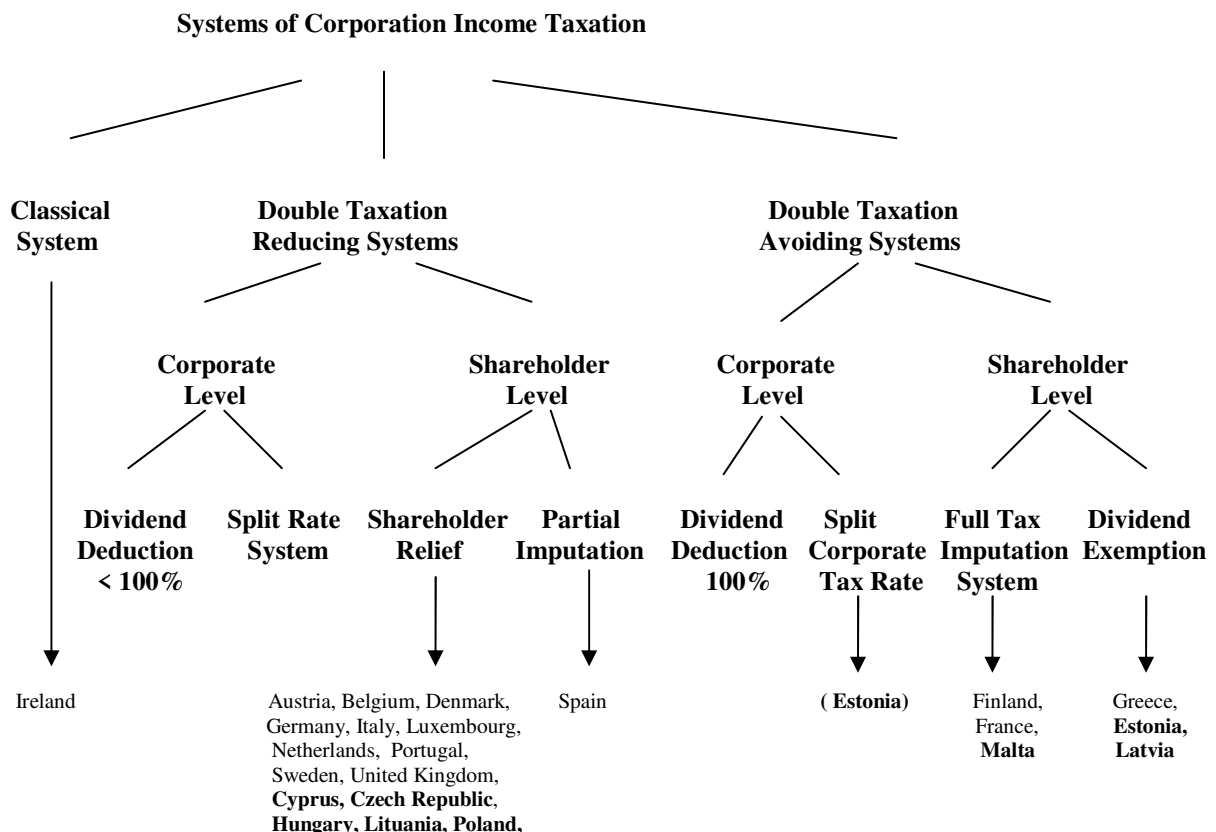 Systems of Corporation Income Taxation
Classical
System
Double Taxation
Reducing Systems
Double Taxation
Avoiding Systems
Corporate
Level
Shareholder
Level
Corporate
Level
Shareholder
Level
Dividend
Deduction
< 100%
Split Rate
System
Shareholder
Relief
Partial
Imputation
Dividend
Deduction
100%
Split
Corporate
Tax Rate
Full Tax
Imputation
System
Dividend
Exemption
Ireland
Austria, Belgium, Denmark,
Germany, Italy, Luxembourg,
Netherlands, Portugal,
Sweden, United Kingdom,
Cyprus, Czech Republic,
Hungary, Lituania, Poland,
Spain
( Estonia)
Finland,
France,
Malta
Greece,
Estonia,
Latvia